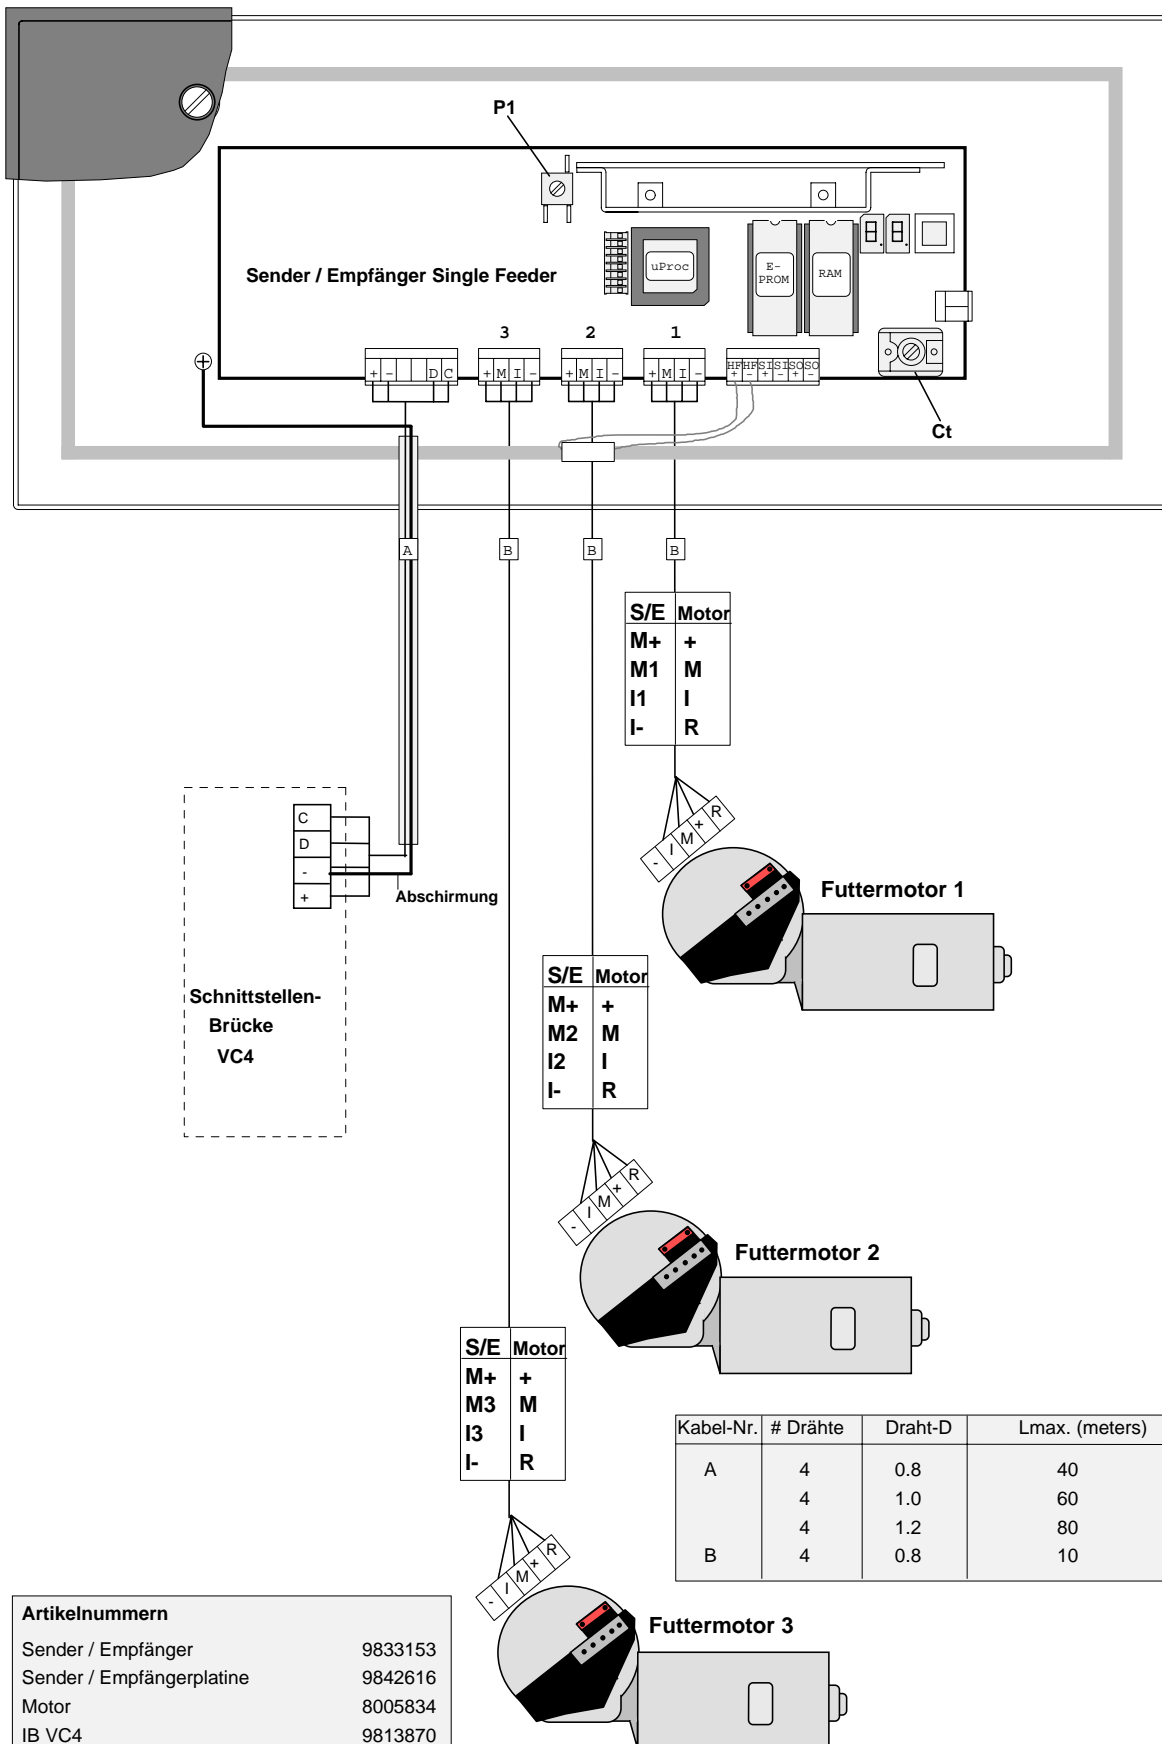 P1
Sender / Empfänger Single Feeder
uProc
E-
PROM
RAM
3 2 1
+ - D C
+ M I -
+ M I -
+ M I -
HF HF SI SI SO SO
+ - + - + -
Ct
A B B B
S/E Motor
M+ +
M1 M
I1 I
I- R
- I M + R
Futtermotor 1
C
D
-
+
Abschirmung
Schnittstellen-
Brücke
VC4
S/E Motor
M+ +
M2 M
I2 I
I- R
- I M + R
Futtermotor 2
S/E Motor
M+ +
M3 M
I3 I
I- R
- I M + R
Futtermotor 3
Kabel-Nr. # Drähte Draht-D Lmax. (meters)
A 4 0.8 40
4 1.0 60
4 1.2 80
B 4 0.8 10
Artikelnummern
Sender / Empfänger 9833153
Sender / Empfängerplatine 9842616
Motor 8005834
IB VC4 9813870